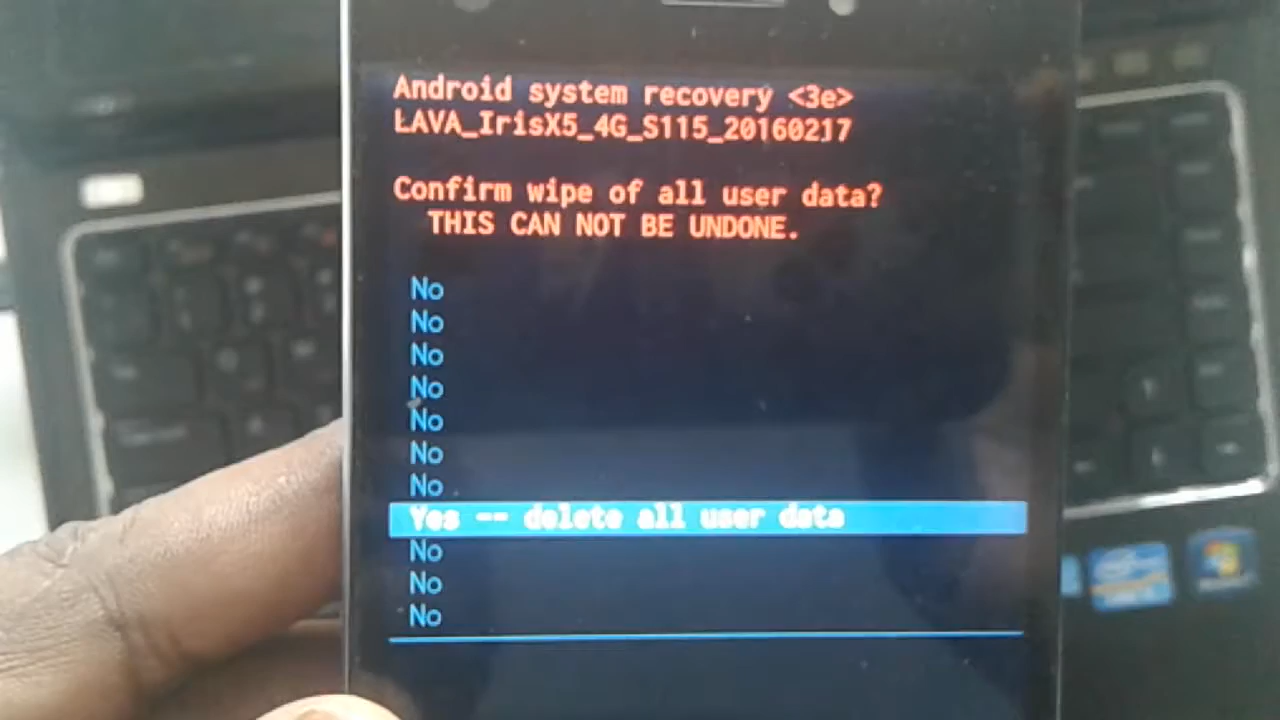 Android system recovery <3e>
LAVA_IrisX5_4G_S115_20160217
Confirm wipe of all user data?
THIS CAN NOT BE UNDONE.
No
No
No
No
No
No
No
Yes -- delete all user data
No
No
No